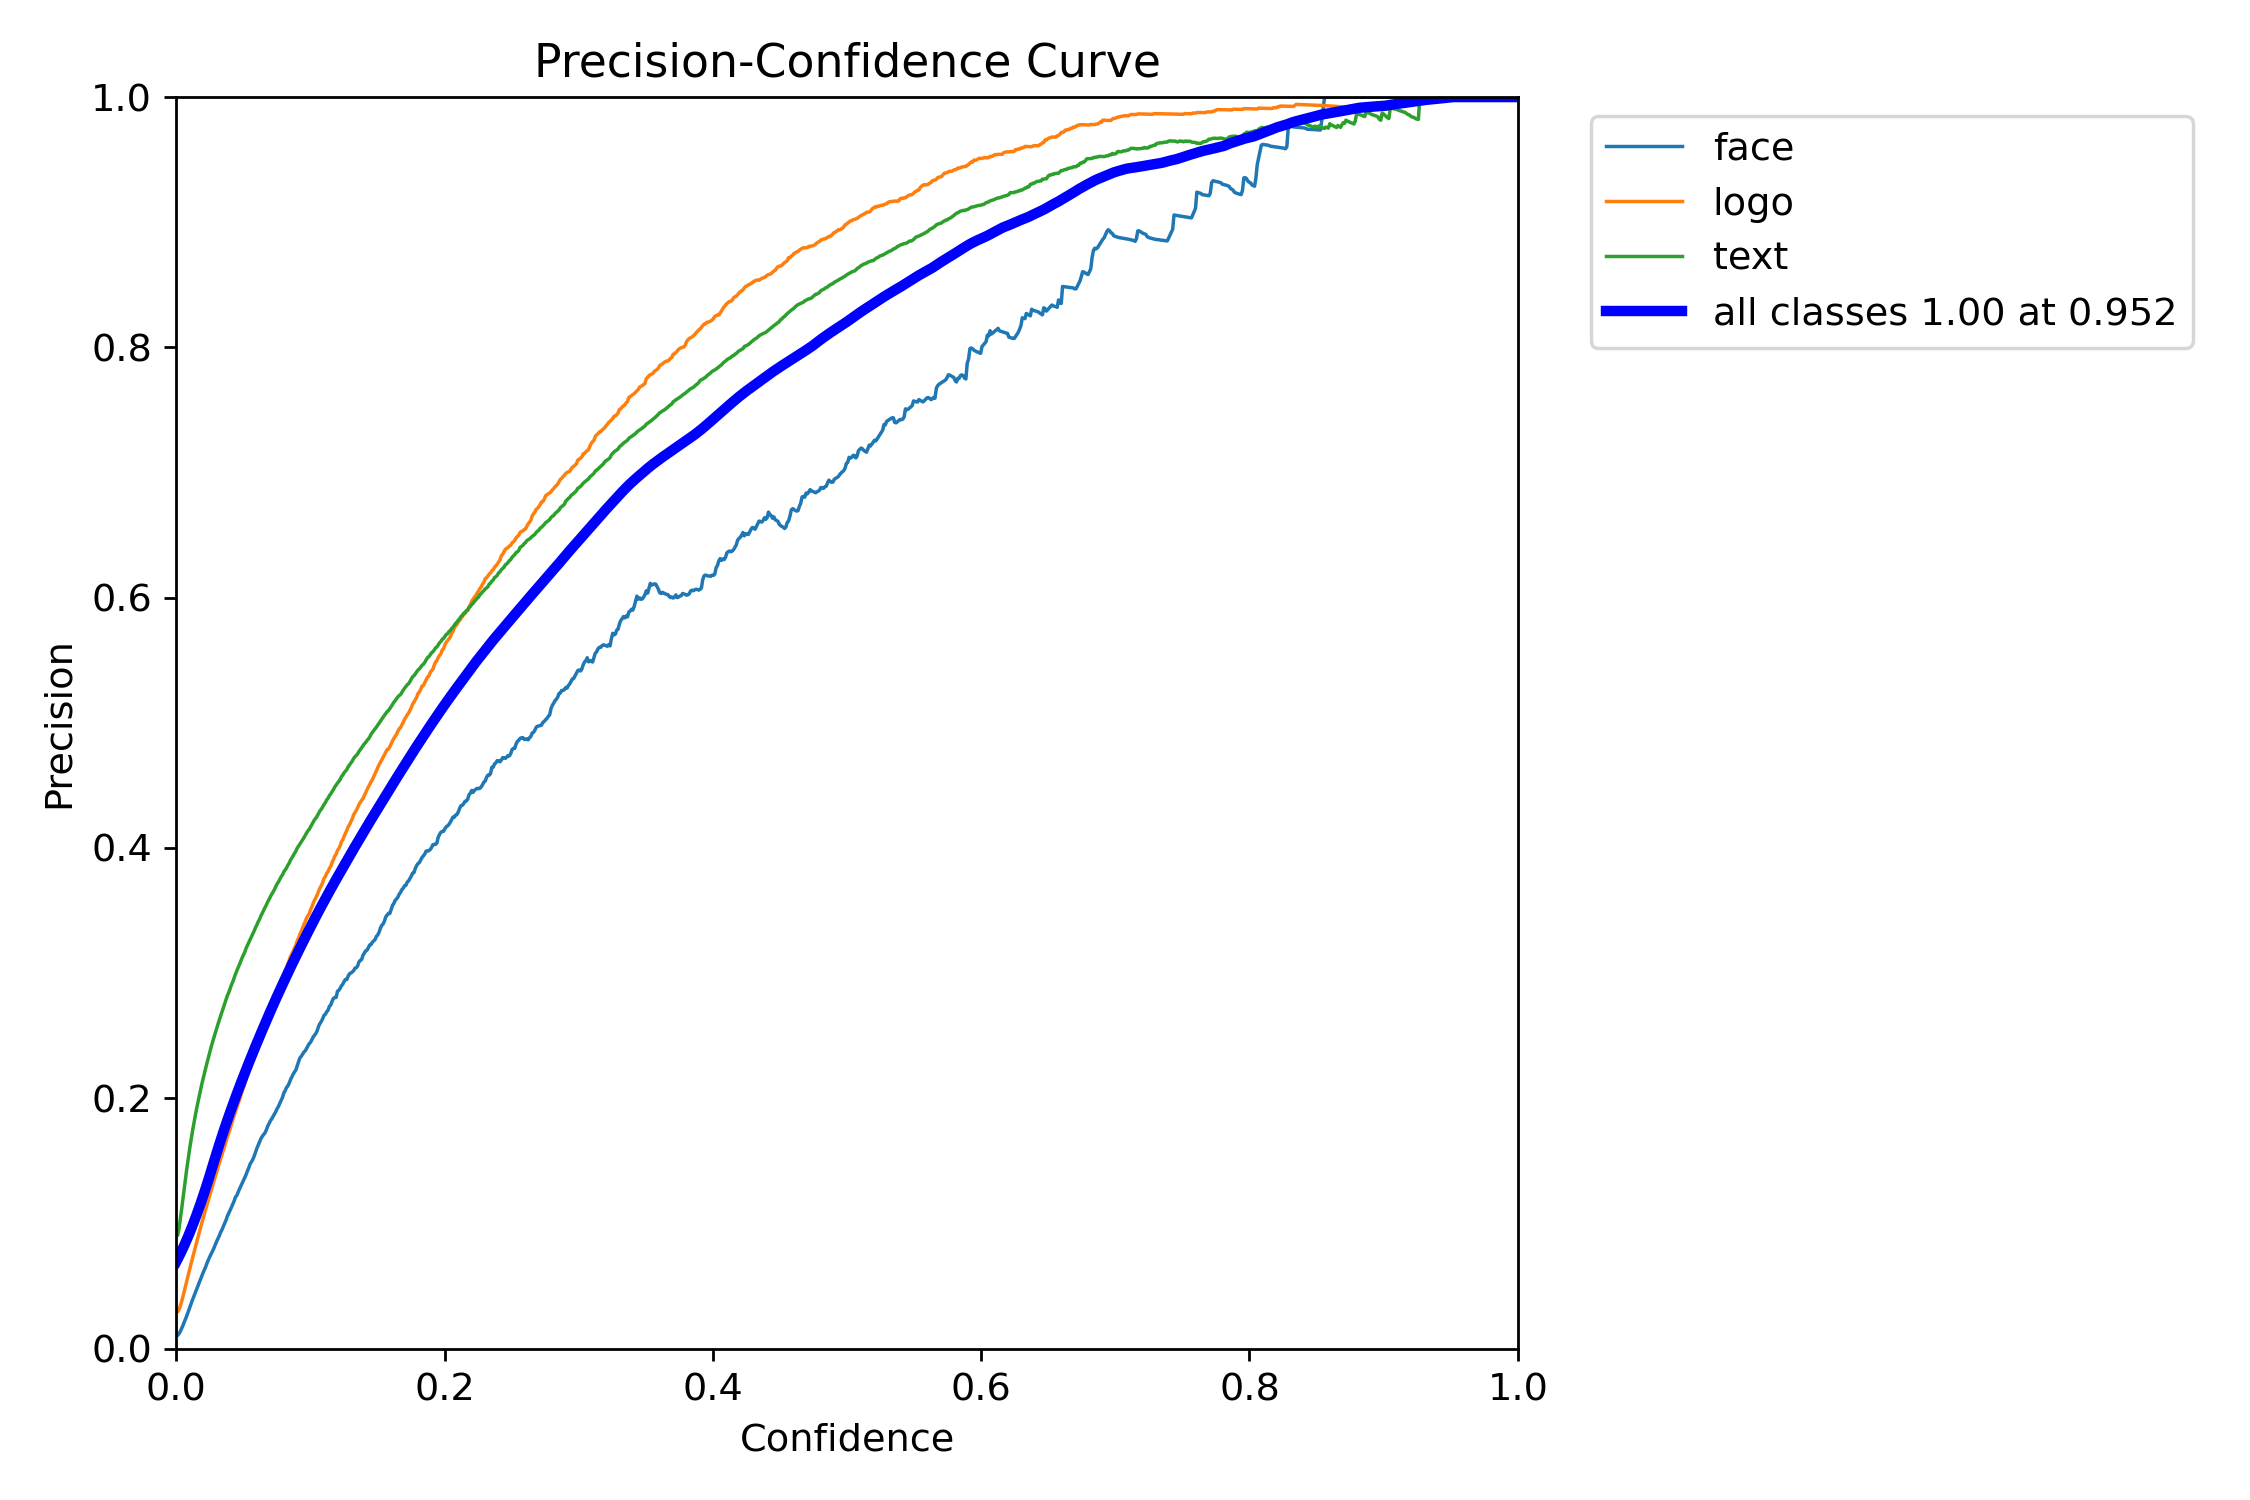 Precision-Confidence Curve
1.0
0.8
0.6
0.4
0.2
0.0
Precision
0.0 0.2 0.4 0.6 0.8 1.0
Confidence
face
logo
text
all classes 1.00 at 0.952